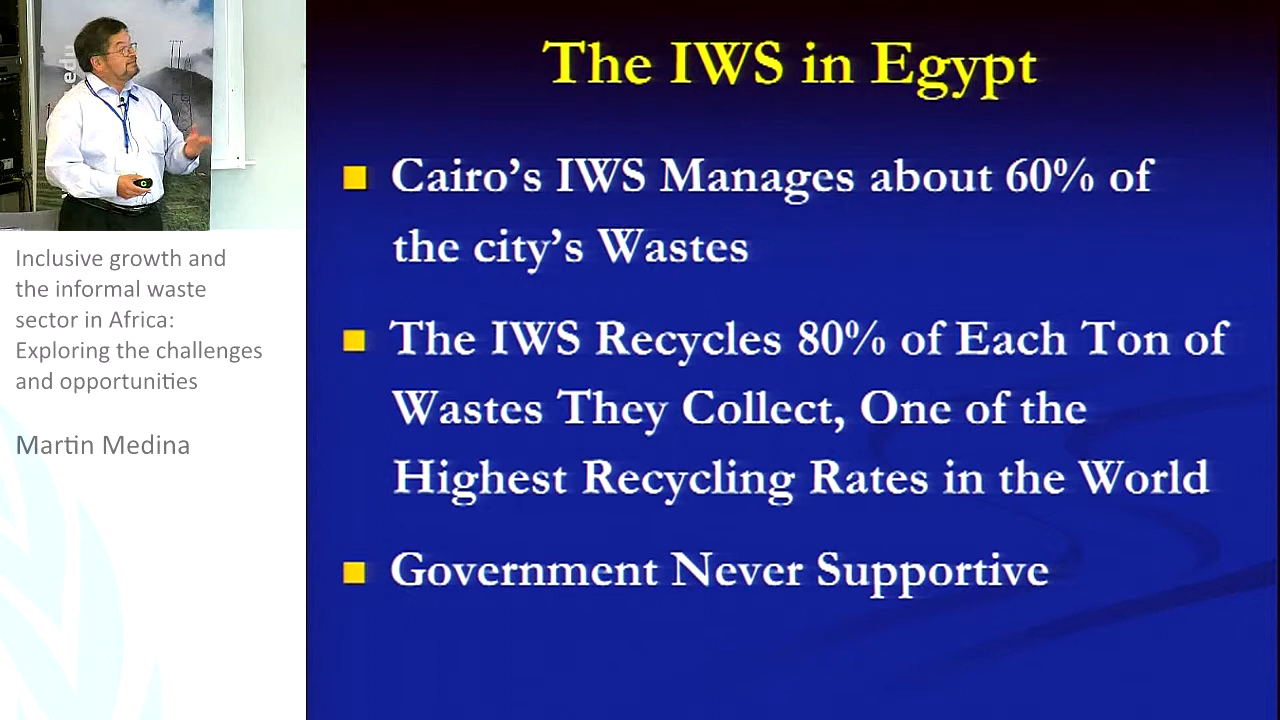 edu
Inclusive growth and
the informal waste
sector in Africa:
Exploring the challenges
and opportunities
Martin Medina
The IWS in Egypt
Cairo's IWS Manages about 60% of
the city's Wastes
The IWS Recycles 80% of Each Ton of
Wastes They Collect, One of the
Highest Recycling Rates in the World
Government Never Supportive